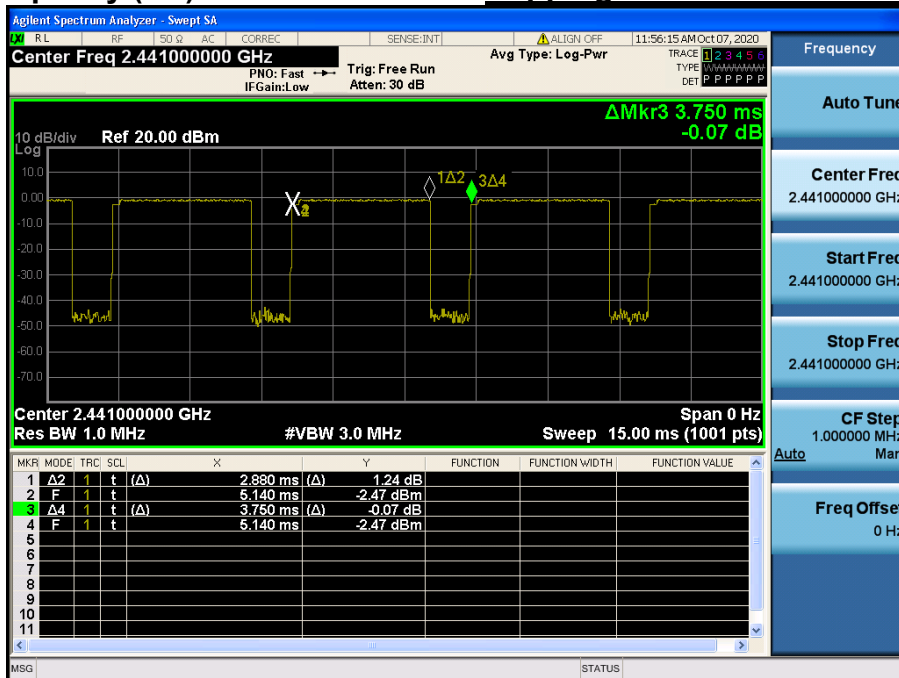 Agilent Spectrum Analyzer - Swept SA
LXI RL RF 50 Ω AC CORREC SENSE:INT ALIGN OFF 11:56:15 AM Oct 07, 2020
Center Freq 2.441000000 GHz Avg Type: Log-Pwr TRACE 1 2 3 4 5 6
PNO: Fast Trig: Free Run TYPE WWWWWW
IFGain:Low Atten: 30 dB DET P P P P P P
ΔMkr3 3.750 ms
-0.07 dB
10 dB/div Ref 20.00 dBm
Log
10.0
0.00
-10.0
-20.0
-30.0
-40.0
-50.0
-60.0
-70.0
1Δ2
3Δ4
Center 2.441000000 GHz Span 0 Hz
Res BW 1.0 MHz #VBW 3.0 MHz Sweep 15.00 ms (1001 pts)
MKR MODE TRC SCL X Y FUNCTION FUNCTION WIDTH FUNCTION VALUE
1 Δ2 1 t (Δ) 2.880 ms (Δ) 1.24 dB
2 F 1 t 5.140 ms -2.47 dBm
3 Δ4 1 t (Δ) 3.750 ms (Δ) -0.07 dB
4 F 1 t 5.140 ms -2.47 dBm
5
6
7
8
9
10
11
MSG STATUS
Frequency
Auto Tune
Center Freq
2.441000000 GHz
Start Freq
2.441000000 GHz
Stop Freq
2.441000000 GHz
CF Step
1.000000 MHz
Auto Man
Freq Offset
0 Hz